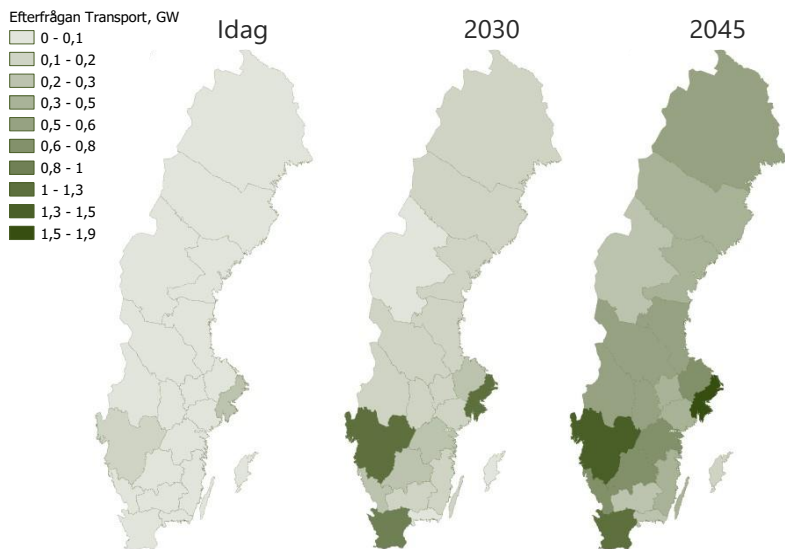 Efterfrågan Transport, GW
0 - 0,1
0,1 - 0,2
0,2 - 0,3
0,3 - 0,5
0,5 - 0,6
0,6 - 0,8
0,8 - 1
1 - 1,3
1,3 - 1,5
1,5 - 1,9
Idag
2030
2045